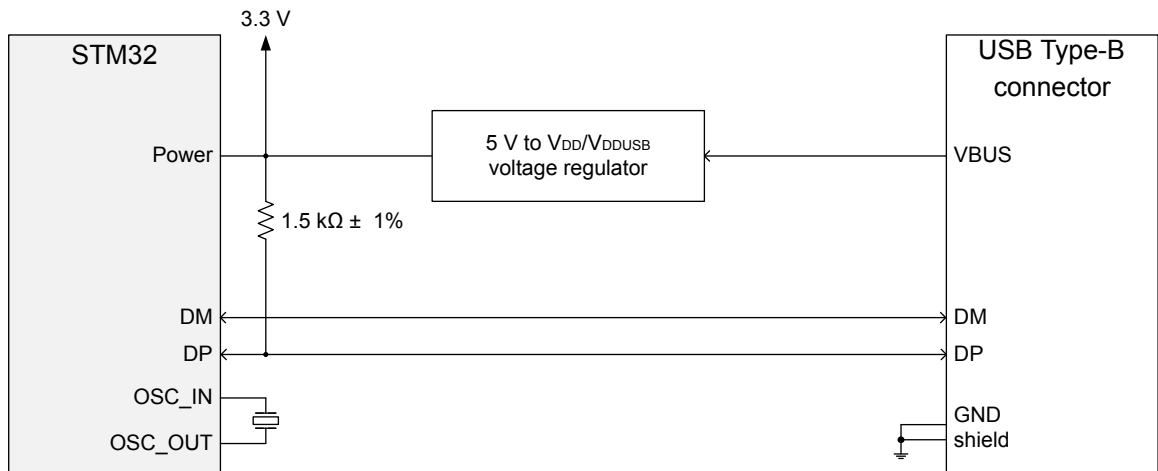 3.3 V
STM32
USB Type-B
connector
5 V to VDD/VDDUSB
voltage regulator
Power
VBUS
1.5 kΩ ± 1%
DM
DM
DP
DP
OSC_IN
OSC_OUT
GND
shield